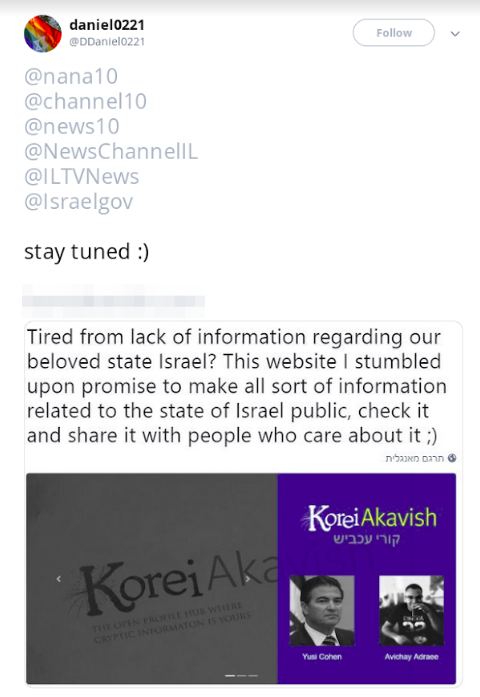 daniel0221
@DDaniel0221
Follow
@nana10
@channel10
@news10
@NewsChannelIL
@ILTVNews
@Israelgov
stay tuned :)
Tired from lack of information regarding our
beloved state Israel? This website I stumbled
upon promise to make all sort of information
related to the state of Israel public, check it
and share it with people who care about it ;)
תרגם מאנגלית
Korei Akavish
THE OPEN PROFILE HUB WHERE
CRYPTIC INFORMATON IS YOURS
KoreiAkavish
קורי עכביש
Yusi Cohen
Avichay Adraee